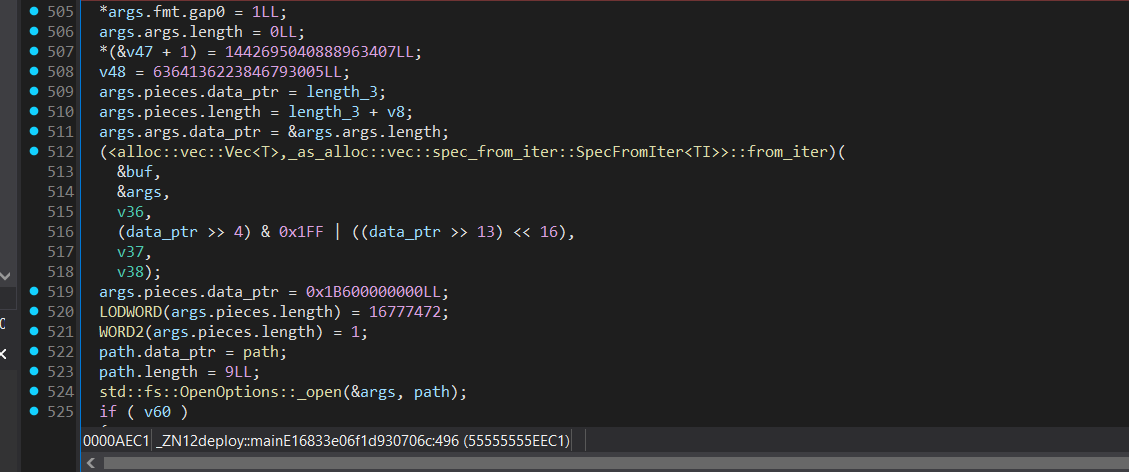 505 *args.fmt.gap0 = 1LL;
506 args.args.length = 0LL;
507 *(&v47 + 1) = 1442695040888963407LL;
508 v48 = 6364136223846793005LL;
509 args.pieces.data_ptr = length_3;
510 args.pieces.length = length_3 + v8;
511 args.args.data_ptr = &args.args.length;
512 (<alloc::vec::Vec<T>,_as_alloc::vec::spec_from_iter::SpecFromIter<TI>>::from_iter)(
513 &buf,
514 &args,
515 v36,
516 (data_ptr >> 4) & 0x1FF | ((data_ptr >> 13) << 16),
517 v37,
518 v38);
519 args.pieces.data_ptr = 0x1B600000000LL;
520 LODWORD(args.pieces.length) = 16777472;
521 WORD2(args.pieces.length) = 1;
522 path.data_ptr = path;
523 path.length = 9LL;
524 std::fs::OpenOptions::_open(&args, path);
525 if ( v60 )
0000AEC1 _ZN12deploy::mainE16833e06f1d930706c:496 (55555555EEC1)